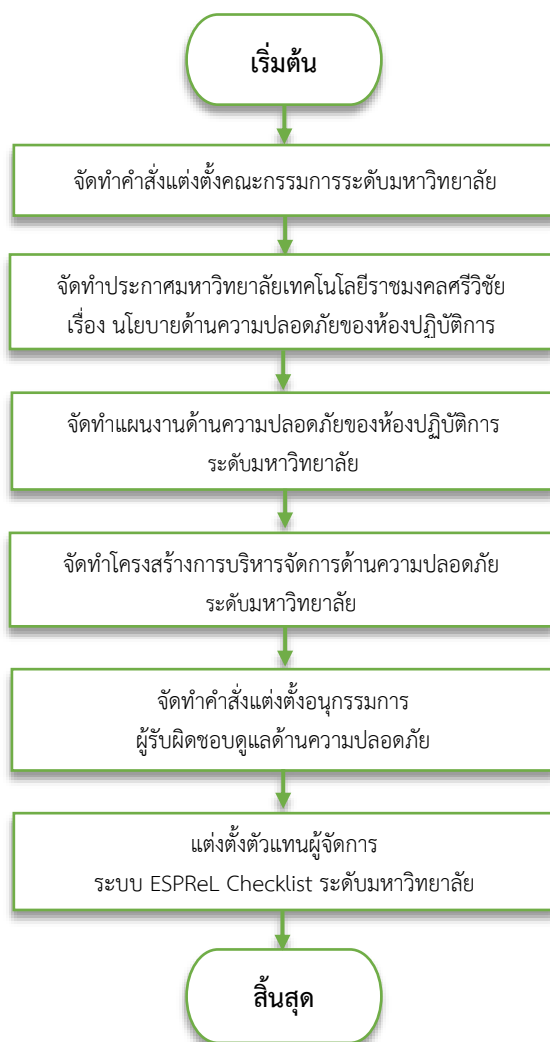 เริ่มต้น
จัดทำคำสั่งแต่งตั้งคณะกรรมการระดับมหาวิทยาลัย
จัดทำประกาศมหาวิทยาลัยเทคโนโลยีราชมงคลศรีวิชัย
เรื่อง นโยบายด้านความปลอดภัยของห้องปฏิบัติการ
จัดทำแผนงานด้านความปลอดภัยของห้องปฏิบัติการ
ระดับมหาวิทยาลัย
จัดทำโครงสร้างการบริหารจัดการด้านความปลอดภัย
ระดับมหาวิทยาลัย
จัดทำคำสั่งแต่งตั้งอนุกรรมการ
ผู้รับผิดชอบดูแลด้านความปลอดภัย
แต่งตั้งตัวแทนผู้จัดการ
ระบบ ESPReL Checklist ระดับมหาวิทยาลัย
สิ้นสุด